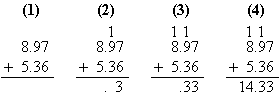 (1) (2) (3) (4)
1 1 1 1 1
8.97 8.97 8.97 8.97
+ 5.36 + 5.36 + 5.36 + 5.36
. 3 .33 14.33